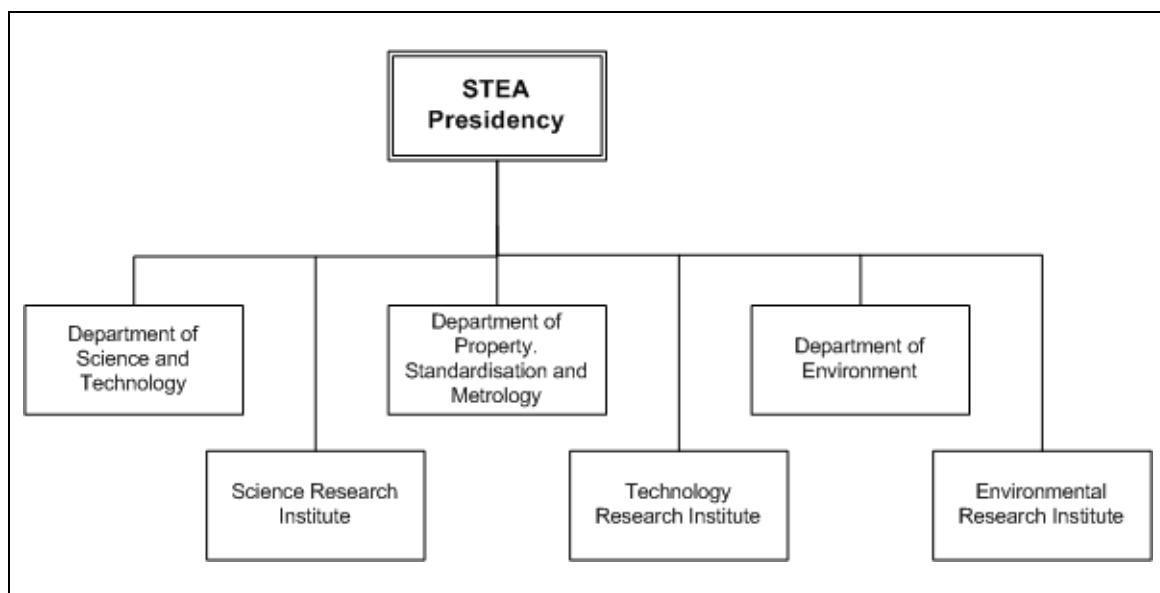 STEA
Presidency
Department of
Science and
Technology
Department of
Property.
Standardisation and
Metrology
Department of
Environment
Science Research
Institute
Technology
Research Institute
Environmental
Research Institute